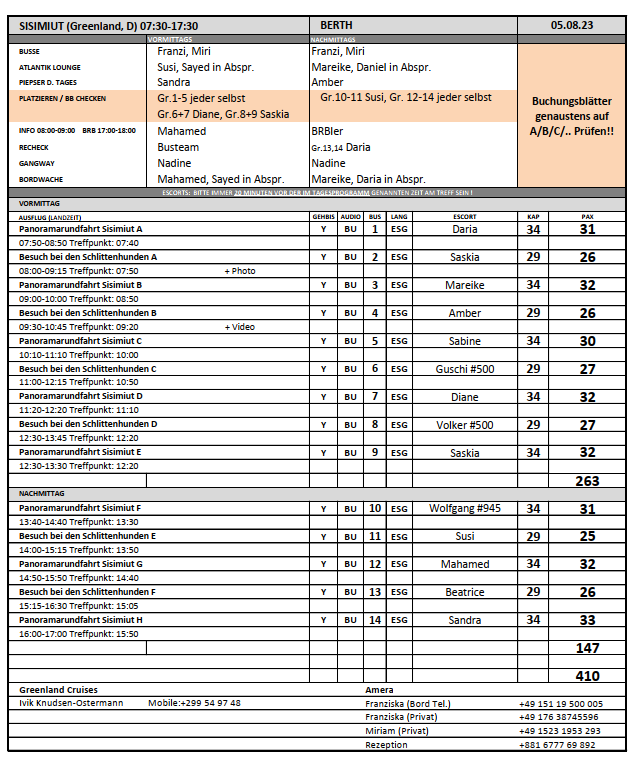 SISIMIUT (Greenland, D) 07:30-17:30 BERTH 05.08.23
VORMITTAGS NACHMITTAGS
BUSSE Franzi, Miri Franzi, Miri
ATLANTIK LOUNGE Susi, Sayed in Abspr. Mareike, Daniel in Abspr.
PIEPSER D. TAGES Sandra Amber
PLATZIEREN / BB CHECKEN Gr.1-5 jeder selbst Gr.10-11 Susi, Gr. 12-14 jeder selbst
Gr.6+7 Diane, Gr.8+9 Saskia
Buchungsblätter
genaustens auf
A/B/C/.. Prüfen!!
INFO 08:00-09:00 BRB 17:00-18:00 Mahamed BRBler
RECHECK Busteam Gr.13,14 Daria
GANGWAY Nadine Nadine
BORDWACHE Mahamed, Sayed in Abspr. Mareike, Daria in Abspr.
ESCORTS: BITTE IMMER 20 MINUTEN VOR DER IM TAGESPROGRAMM GENANNTEN ZEIT AM TREFF SEIN !
VORMITTAG
AUSFLUG (LANDZEIT) GEHBIS AUDIO BUS LANG ESCORT KAP PAX
Panoramarundfahrt Sisimiut A Y BU 1 ESG Daria 34 31
07:50-08:50 Treffpunkt: 07:40
Besuch bei den Schlittenhunden A Y BU 2 ESG Saskia 29 26
08:00-09:15 Treffpunkt: 07:50 + Photo
Panoramarundfahrt Sisimiut B Y BU 3 ESG Mareike 34 32
09:00-10:00 Treffpunkt: 08:50
Besuch bei den Schlittenhunden B Y BU 4 ESG Amber 29 26
09:30-10:45 Treffpunkt: 09:20 + Video
Panoramarundfahrt Sisimiut C Y BU 5 ESG Sabine 34 30
10:10-11:10 Treffpunkt: 10:00
Besuch bei den Schlittenhunden C Y BU 6 ESG Guschi #500 29 27
11:00-12:15 Treffpunkt: 10:50
Panoramarundfahrt Sisimiut D Y BU 7 ESG Diane 34 32
11:20-12:20 Treffpunkt: 11:10
Besuch bei den Schlittenhunden D Y BU 8 ESG Volker #500 29 27
12:30-13:45 Treffpunkt: 12:20
Panoramarundfahrt Sisimiut E Y BU 9 ESG Saskia 34 32
12:30-13:30 Treffpunkt: 12:20
263
NACHMITTAG
Panoramarundfahrt Sisimiut F Y BU 10 ESG Wolfgang #945 34 31
13:40-14:40 Treffpunkt: 13:30
Besuch bei den Schlittenhunden E Y BU 11 ESG Susi 29 25
14:00-15:15 Treffpunkt: 13:50
Panoramarundfahrt Sisimiut G Y BU 12 ESG Mahamed 34 32
14:50-15:50 Treffpunkt: 14:40
Besuch bei den Schlittenhunden F Y BU 13 ESG Beatrice 29 26
15:15-16:30 Treffpunkt: 15:05
Panoramarundfahrt Sisimiut H Y BU 14 ESG Sandra 34 33
16:00-17:00 Treffpunkt: 15:50
147
410
Greenland Cruises Amera
Ivik Knudsen-Ostermann Mobile:+299 54 97 48 Franziska (Bord Tel.) +49 151 19 500 005
Franziska (Privat) +49 176 38745596
Miriam (Privat) +49 1523 1953 293
Rezeption +881 6777 69 892